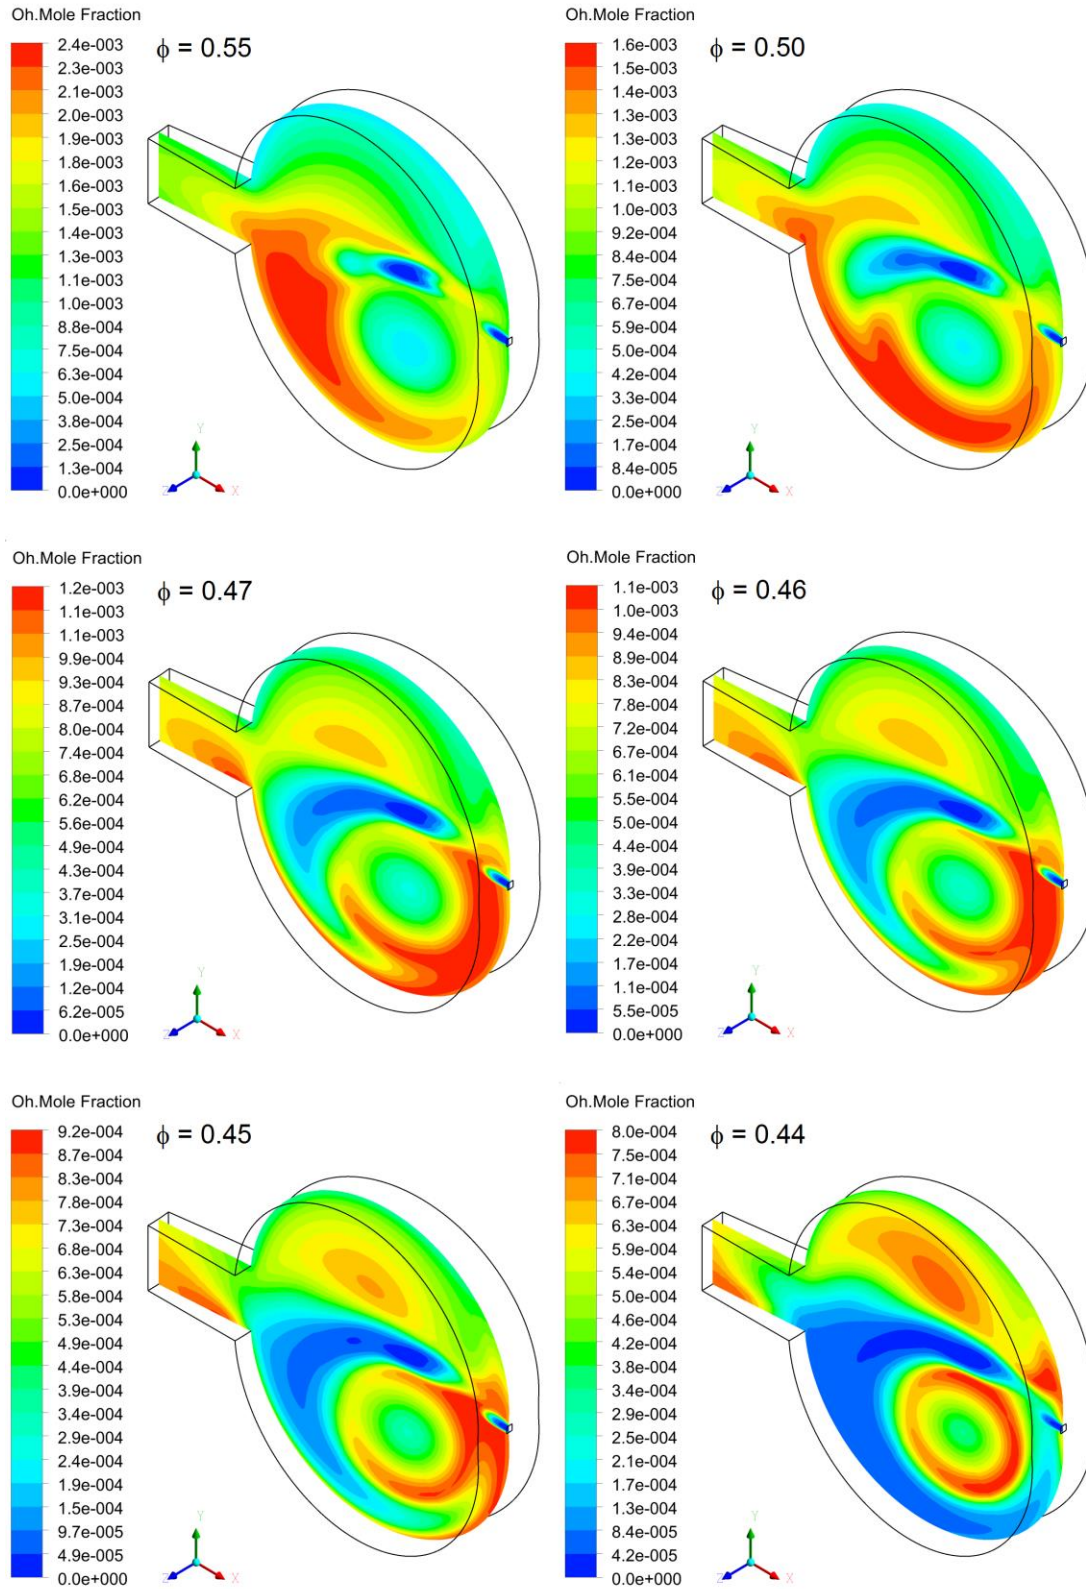 Oh.Mole Fraction
ϕ = 0.55
2.4e-003
2.3e-003
2.1e-003
2.0e-003
1.9e-003
1.8e-003
1.6e-003
1.5e-003
1.4e-003
1.3e-003
1.1e-003
1.0e-003
8.8e-004
7.5e-004
6.3e-004
5.0e-004
3.8e-004
2.5e-004
1.3e-004
0.0e+000
Y
Z
X
Oh.Mole Fraction
ϕ = 0.50
1.6e-003
1.5e-003
1.4e-003
1.3e-003
1.3e-003
1.2e-003
1.1e-003
1.0e-003
9.2e-004
8.4e-004
7.5e-004
6.7e-004
5.9e-004
5.0e-004
4.2e-004
3.4e-004
2.5e-004
1.7e-004
8.4e-005
0.0e+000
Y
Z
X
Oh.Mole Fraction
ϕ = 0.47
1.2e-003
1.1e-003
1.1e-003
9.9e-004
9.3e-004
8.7e-004
8.0e-004
7.4e-004
6.8e-004
6.2e-004
5.6e-004
4.9e-004
4.3e-004
3.7e-004
3.1e-004
2.5e-004
1.9e-004
1.2e-004
6.2e-005
0.0e+000
Y
Z
X
Oh.Mole Fraction
ϕ = 0.46
1.1e-003
1.0e-003
9.4e-004
8.9e-004
8.3e-004
7.8e-004
7.2e-004
6.7e-004
6.1e-004
5.5e-004
5.0e-004
4.4e-004
3.9e-004
3.3e-004
2.8e-004
2.2e-004
1.7e-004
1.1e-004
5.5e-005
0.0e+000
Y
Z
X
Oh.Mole Fraction
ϕ = 0.45
9.2e-004
8.7e-004
8.3e-004
7.8e-004
7.3e-004
6.8e-004
6.3e-004
5.8e-004
5.3e-004
4.9e-004
4.4e-004
3.9e-004
3.4e-004
2.9e-004
2.4e-004
1.9e-004
1.5e-004
9.7e-005
4.9e-005
0.0e+000
Y
Z
X
Oh.Mole Fraction
ϕ = 0.44
8.0e-004
7.5e-004
7.1e-004
6.7e-004
6.3e-004
5.9e-004
5.4e-004
5.0e-004
4.6e-004
4.2e-004
3.8e-004
3.4e-004
2.9e-004
2.5e-004
2.1e-004
1.7e-004
1.3e-004
8.4e-005
4.2e-005
0.0e+000
Y
Z
X